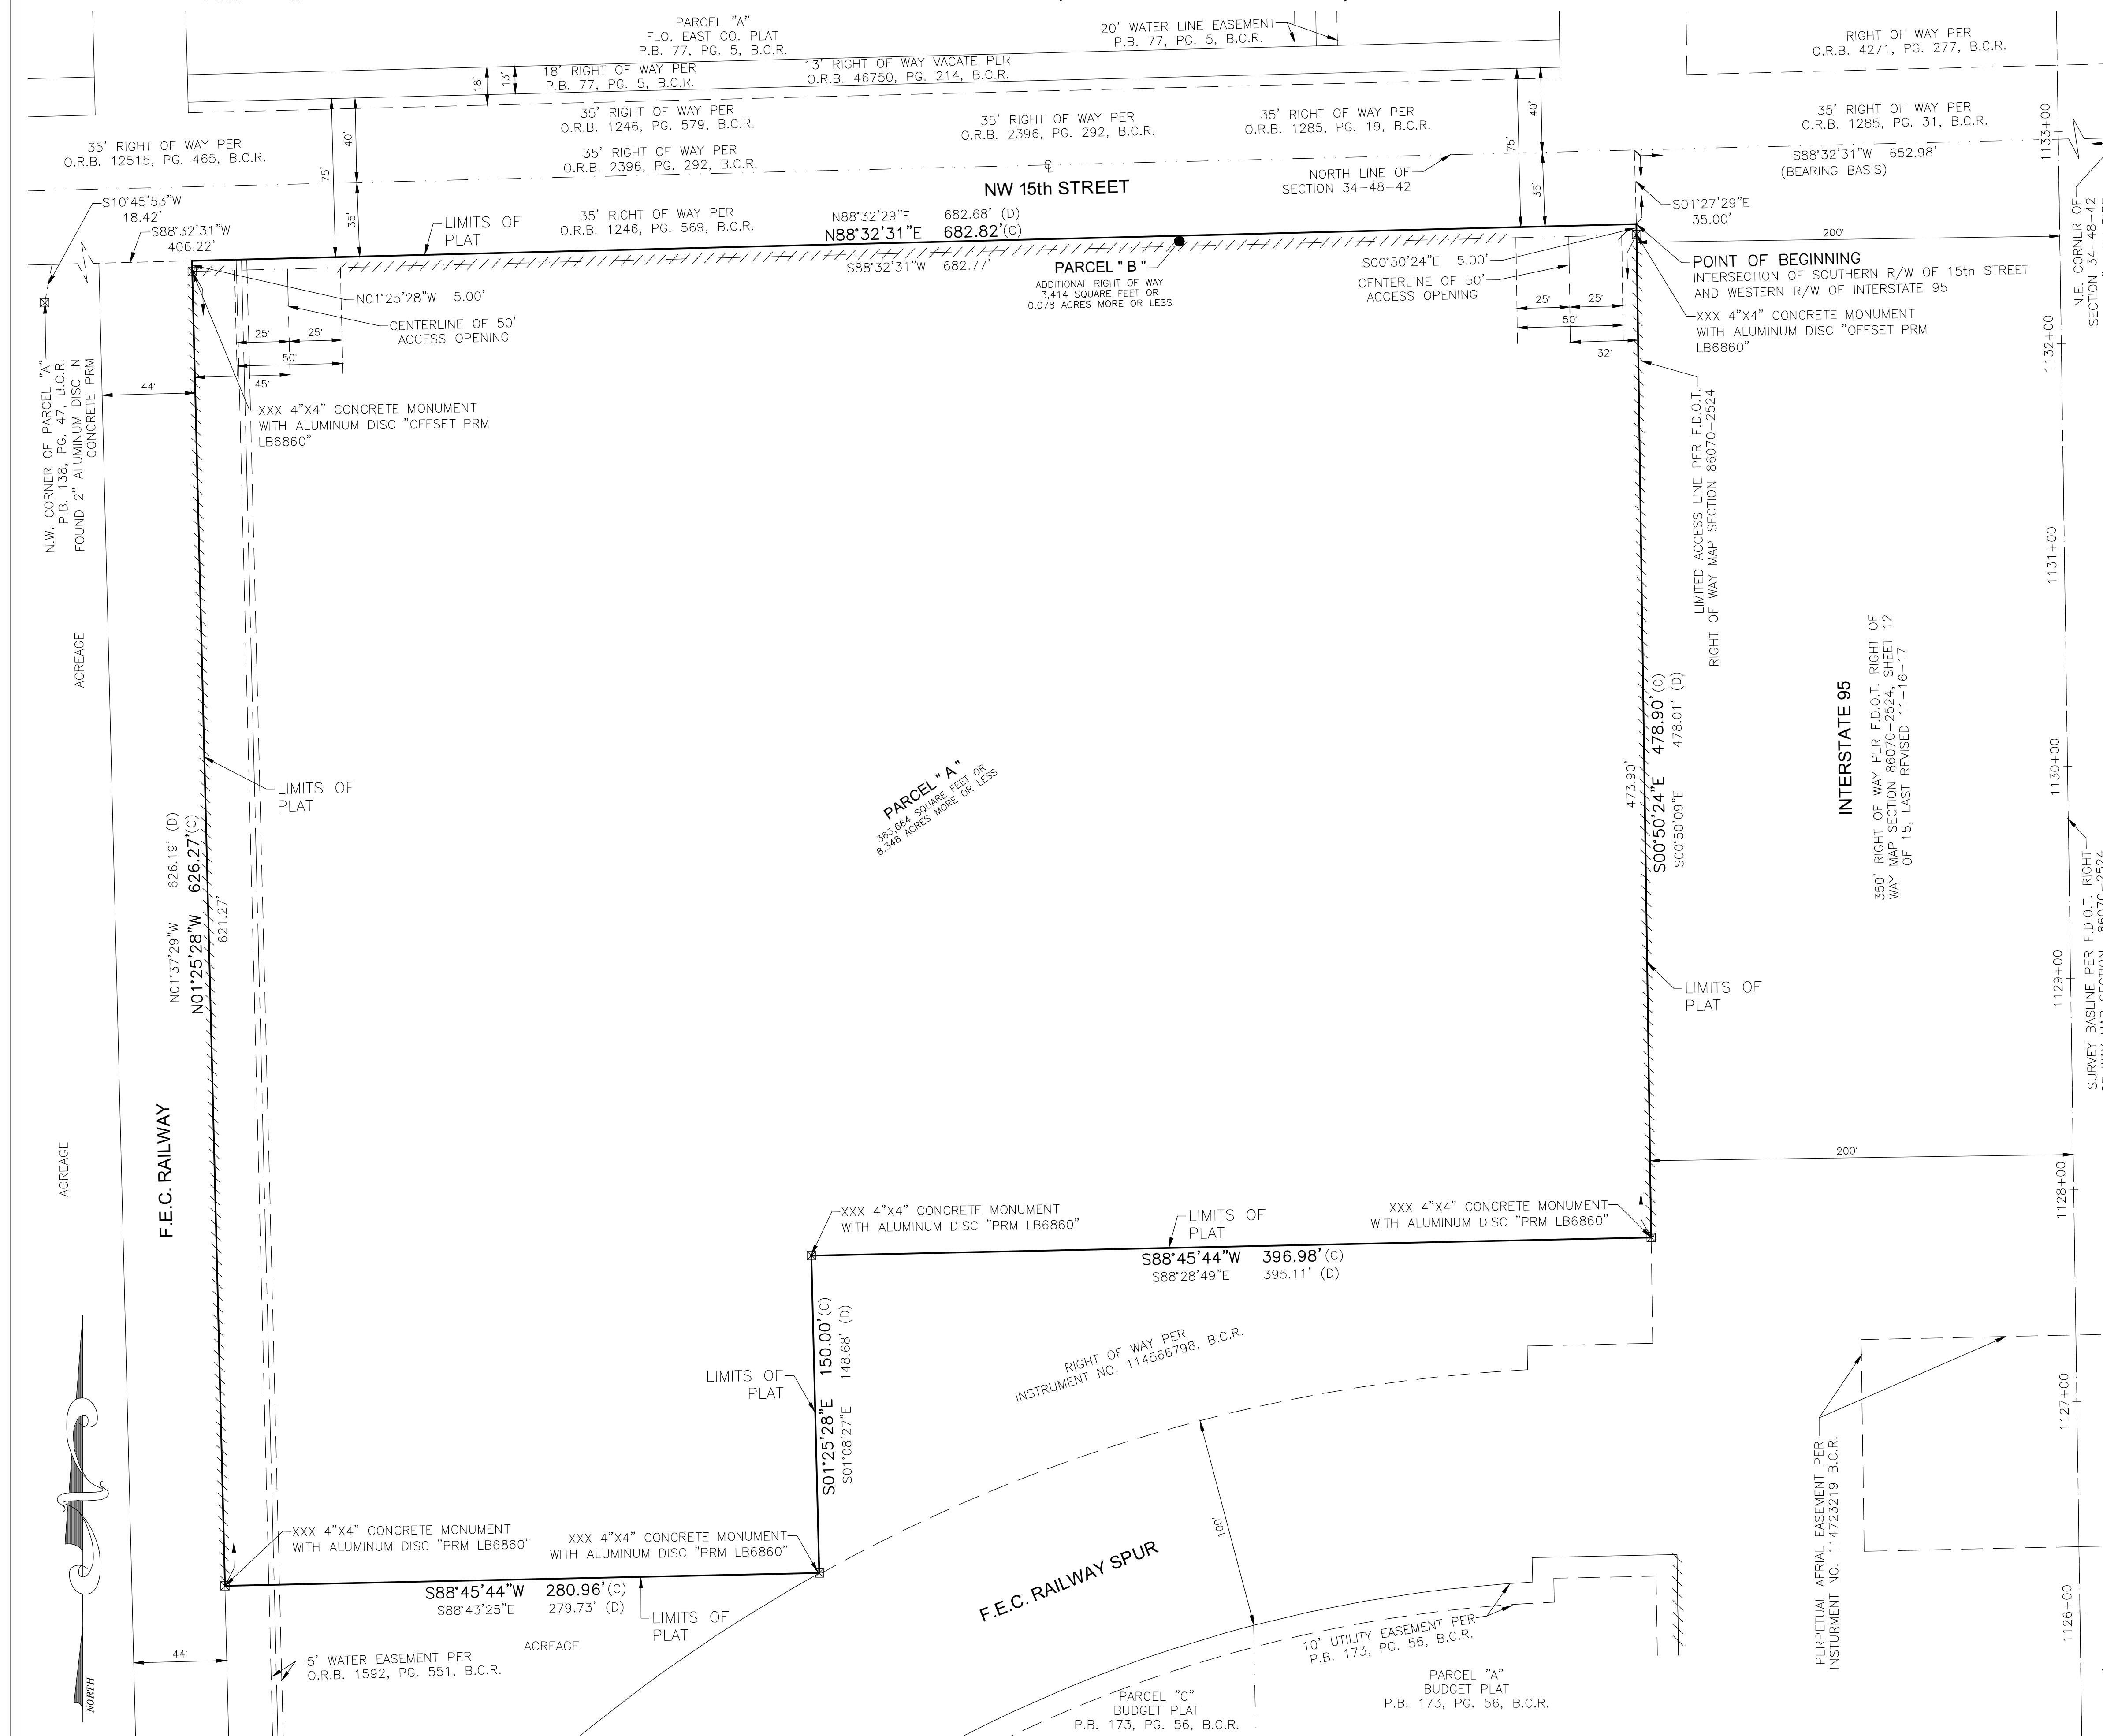 PARCEL "A"
FLO. EAST CO. PLAT
P.B. 77, PG. 5, B.C.R.
20' WATER LINE EASEMENT
P.B. 77, PG. 5, B.C.R.
RIGHT OF WAY PER
O.R.B. 4271, PG. 277, B.C.R.
18'
13'
18' RIGHT OF WAY PER
P.B. 77, PG. 5, B.C.R.
13' RIGHT OF WAY VACATE PER
O.R.B. 46750, PG. 214, B.C.R.
35' RIGHT OF WAY PER
O.R.B. 12515, PG. 465, B.C.R.
75'
40'
35'
35' RIGHT OF WAY PER
O.R.B. 1246, PG. 579, B.C.R.
35' RIGHT OF WAY PER
O.R.B. 2396, PG. 292, B.C.R.
35' RIGHT OF WAY PER
O.R.B. 2396, PG. 292, B.C.R.
35' RIGHT OF WAY PER
O.R.B. 1285, PG. 19, B.C.R.
75'
40'
35'
35' RIGHT OF WAY PER
O.R.B. 1285, PG. 31, B.C.R.
S88°32'31"W 652.98'
(BEARING BASIS)
1133+00
NW 15th STREET
NORTH LINE OF
SECTION 34-48-42
S10°45'53"W
18.42'
S88°32'31"W
406.22'
LIMITS OF
PLAT
35' RIGHT OF WAY PER
O.R.B. 1246, PG. 569, B.C.R.
N88°32'29"E 682.68' (D)
N88°32'31"E 682.82'(C)
S88°32'31"W 682.77'
S01°27'29"E
35.00'
200'
N.E. CORNER OF
SECTION 34-48-42
PARCEL " B "
ADDITIONAL RIGHT OF WAY
3,414 SQUARE FEET OR
0.078 ACRES MORE OR LESS
S00°50'24"E 5.00'
CENTERLINE OF 50'
ACCESS OPENING
25'
25'
50'
32'
POINT OF BEGINNING
INTERSECTION OF SOUTHERN R/W OF 15th STREET
AND WESTERN R/W OF INTERSTATE 95
XXX 4"X4" CONCRETE MONUMENT
WITH ALUMINUM DISC "OFFSET PRM
LB6860"
N01°25'28"W 5.00'
CENTERLINE OF 50'
ACCESS OPENING
25'
25'
50'
45'
44'
XXX 4"X4" CONCRETE MONUMENT
WITH ALUMINUM DISC "OFFSET PRM
LB6860"
N.W. CORNER OF PARCEL "A"
P.B. 138, PG. 47, B.C.R.
FOUND 2" ALUMINUM DISC IN
CONCRETE PRM
1132+00
LIMITED ACCESS LINE PER F.D.O.T.
RIGHT OF WAY MAP SECTION 86070-2524
1131+00
ACREAGE
INTERSTATE 95
350' RIGHT OF WAY PER F.D.O.T. RIGHT OF
WAY MAP SECTION 86070-2524, SHEET 12
OF 15, LAST REVISED 11-16-17
1130+00
LIMITS OF
PLAT
PARCEL " A "
363,664 SQUARE FEET OR
8.348 ACRES MORE OR LESS
473.90'
S00°50'24"E 478.90'(C)
S00°50'09"E 478.01' (D)
N01°37'29"W 626.19' (D)
N01°25'28"W 626.27'(C)
621.27'
LIMITS OF
PLAT
1129+00
SURVEY BASLINE PER F.D.O.T. RIGHT
OF WAY MAP SECTION 86070-2524
ACREAGE
F.E.C. RAILWAY
200'
1128+00
XXX 4"X4" CONCRETE MONUMENT
WITH ALUMINUM DISC "PRM LB6860"
LIMITS OF
PLAT
XXX 4"X4" CONCRETE MONUMENT
WITH ALUMINUM DISC "PRM LB6860"
S88°45'44"W 396.98'(C)
S88°28'49"E 395.11' (D)
LIMITS OF
PLAT
S01°25'28"E 150.00'(C)
S01°08'27"E 148.68' (D)
RIGHT OF WAY PER
INSTRUMENT NO. 114566798, B.C.R.
1127+00
PERPETUAL AERIAL EASEMENT PER
INSTURMENT NO. 114723219 B.C.R.
100'
XXX 4"X4" CONCRETE MONUMENT
WITH ALUMINUM DISC "PRM LB6860"
XXX 4"X4" CONCRETE MONUMENT
WITH ALUMINUM DISC "PRM LB6860"
S88°45'44"W 280.96'(C)
S88°43'25"E 279.73' (D)
LIMITS OF
PLAT
F.E.C. RAILWAY SPUR
1126+00
ACREAGE
44'
5' WATER EASEMENT PER
O.R.B. 1592, PG. 551, B.C.R.
10' UTILITY EASEMENT PER
P.B. 173, PG. 56, B.C.R.
PARCEL "A"
BUDGET PLAT
P.B. 173, PG. 56, B.C.R.
PARCEL "C"
BUDGET PLAT
P.B. 173, PG. 56, B.C.R.
NORTH